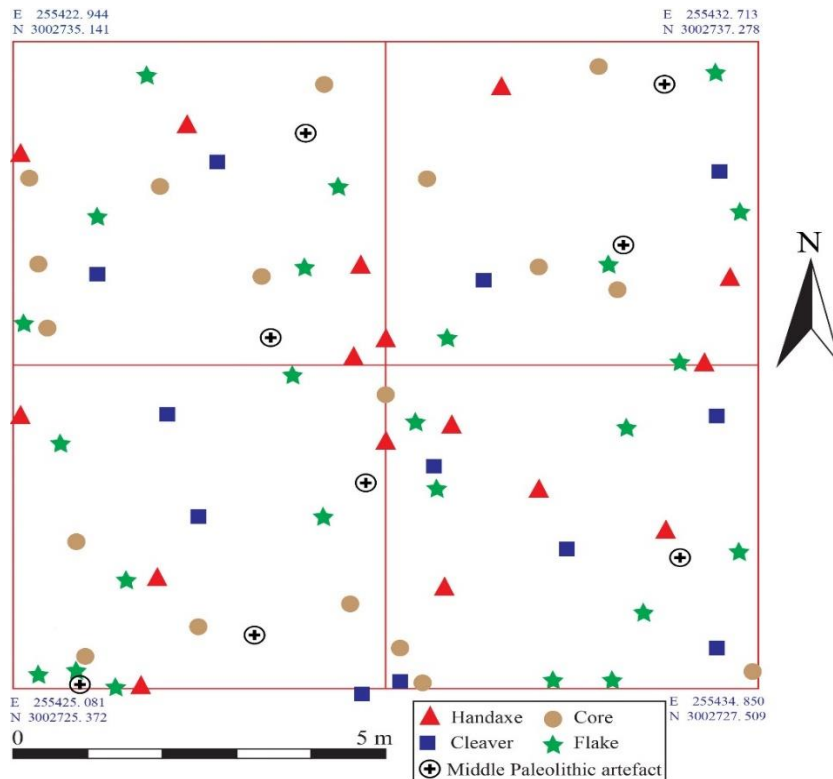 E 255422. 944
N 3002735. 141
E 255432. 713
N 3002737. 278
N
E 255425. 081
N 3002725. 372
E 255434. 850
N 3002727. 509
0 5 m
Handaxe Core
Cleaver Flake
Middle Paleolithic artefact